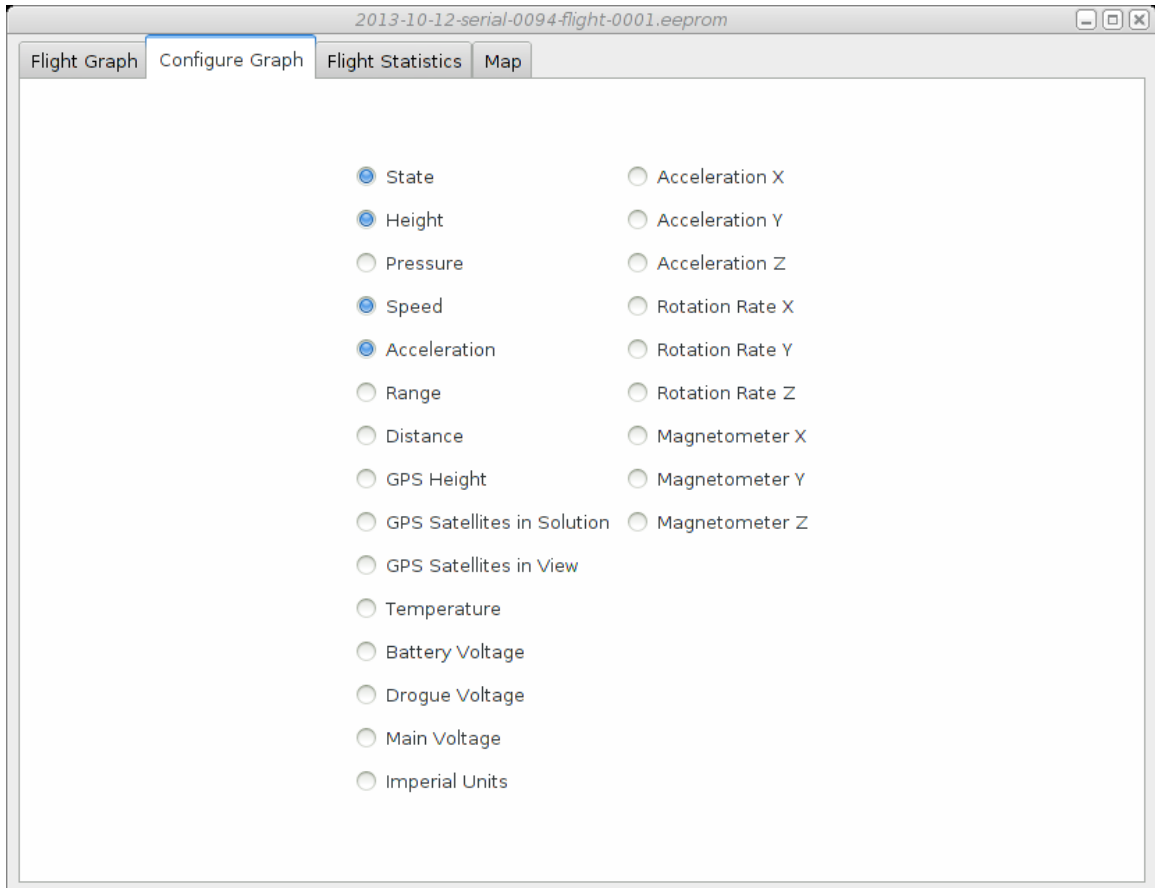 2013-10-12-serial-0094-flight-0001.eeprom
Flight Graph Configure Graph Flight Statistics Map
State Acceleration X
Height Acceleration Y
Pressure Acceleration Z
Speed Rotation Rate X
Acceleration Rotation Rate Y
Range Rotation Rate Z
Distance Magnetometer X
GPS Height Magnetometer Y
GPS Satellites in Solution Magnetometer Z
GPS Satellites in View
Temperature
Battery Voltage
Drogue Voltage
Main Voltage
Imperial Units